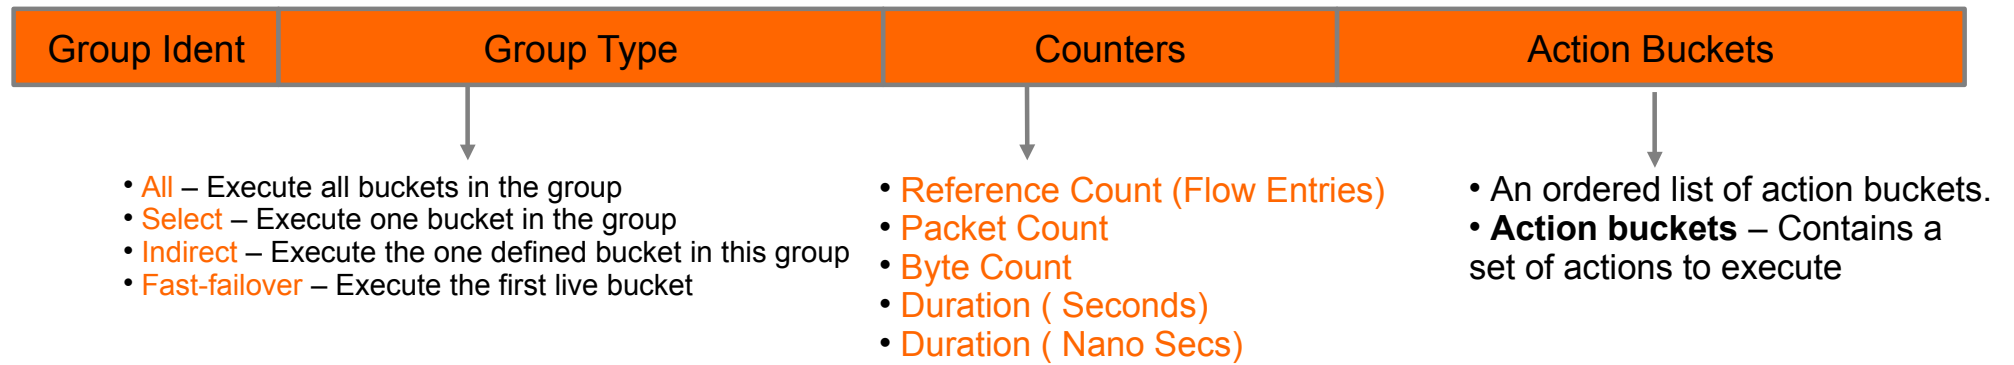 Group Ident
Group Type
Counters
Action Buckets
• All – Execute all buckets in the group
• Select – Execute one bucket in the group
• Indirect – Execute the one defined bucket in this group
• Fast-failover – Execute the first live bucket
• Reference Count (Flow Entries)
• Packet Count
• Byte Count
• Duration ( Seconds)
• Duration ( Nano Secs)
• An ordered list of action buckets.
• Action buckets – Contains a
set of actions to execute